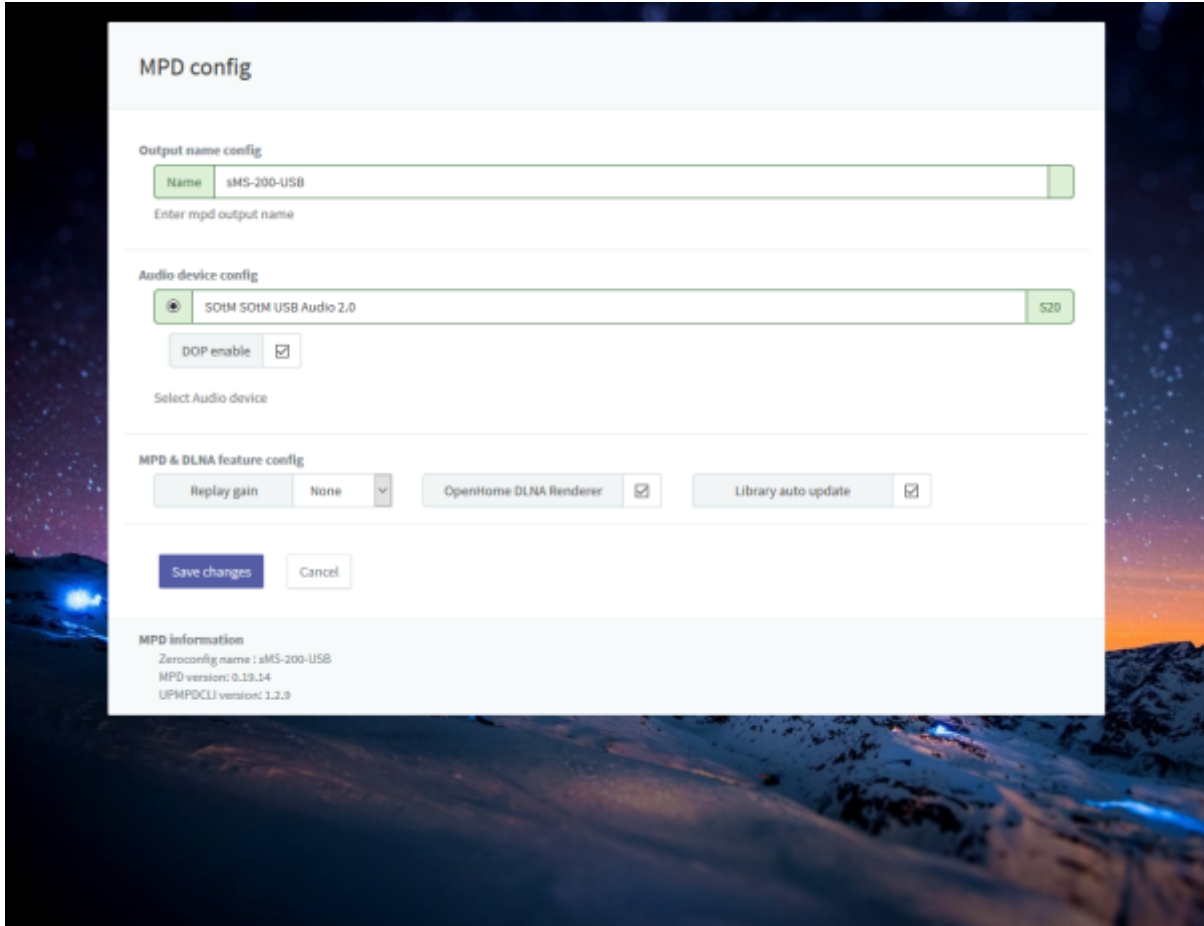 MPD config
Output name config
Name sMS-200-USB
Enter mpd output name
Audio device config
SOtM SOtM USB Audio 2.0 S20
DOP enable
Select Audio device
MPD & DLNA feature config
Replay gain None OpenHome DLNA Renderer Library auto update
Save changes Cancel
MPD information
Zeroconfig name : sMS-200-USB
MPD version: 0.19.14
UPMPDCLI version: 1.2.9